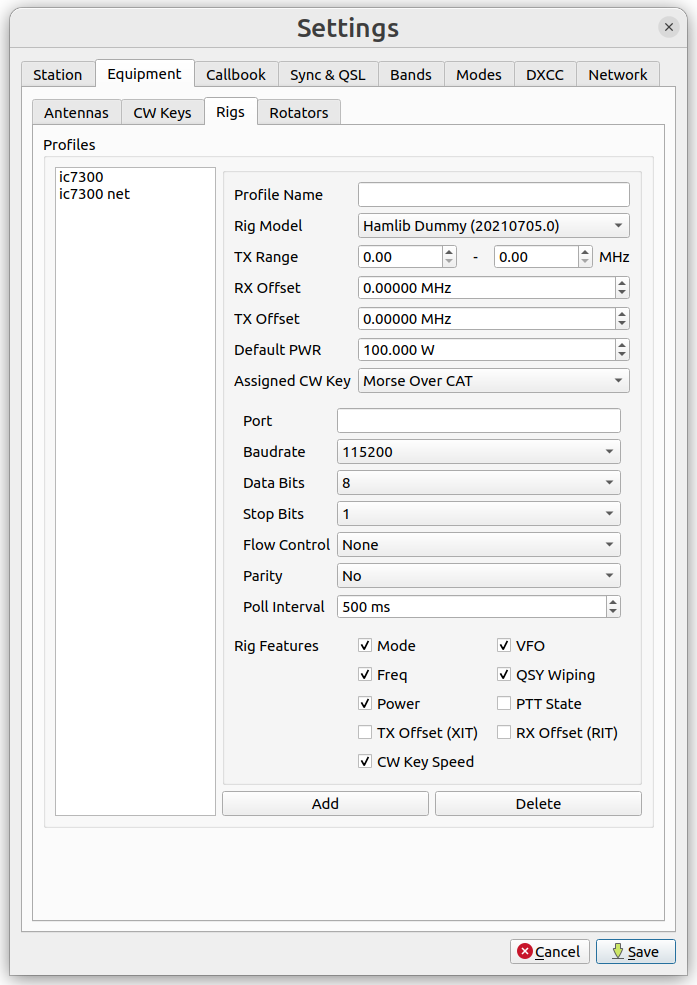 Settings
Station Equipment Callbook Sync & QSL Bands Modes DXCC Network
Antennas CW Keys Rigs Rotators
Profiles
ic7300
ic7300 net
Profile Name
Rig Model Hamlib Dummy (20210705.0)
TX Range 0.00 - 0.00 MHz
RX Offset 0.00000 MHz
TX Offset 0.00000 MHz
Default PWR 100.000 W
Assigned CW Key Morse Over CAT
Port
Baudrate 115200
Data Bits 8
Stop Bits 1
Flow Control None
Parity No
Poll Interval 500 ms
Rig Features Mode VFO
Freq QSY Wiping
Power PTT State
TX Offset (XIT) RX Offset (RIT)
CW Key Speed
Add Delete
Cancel Save